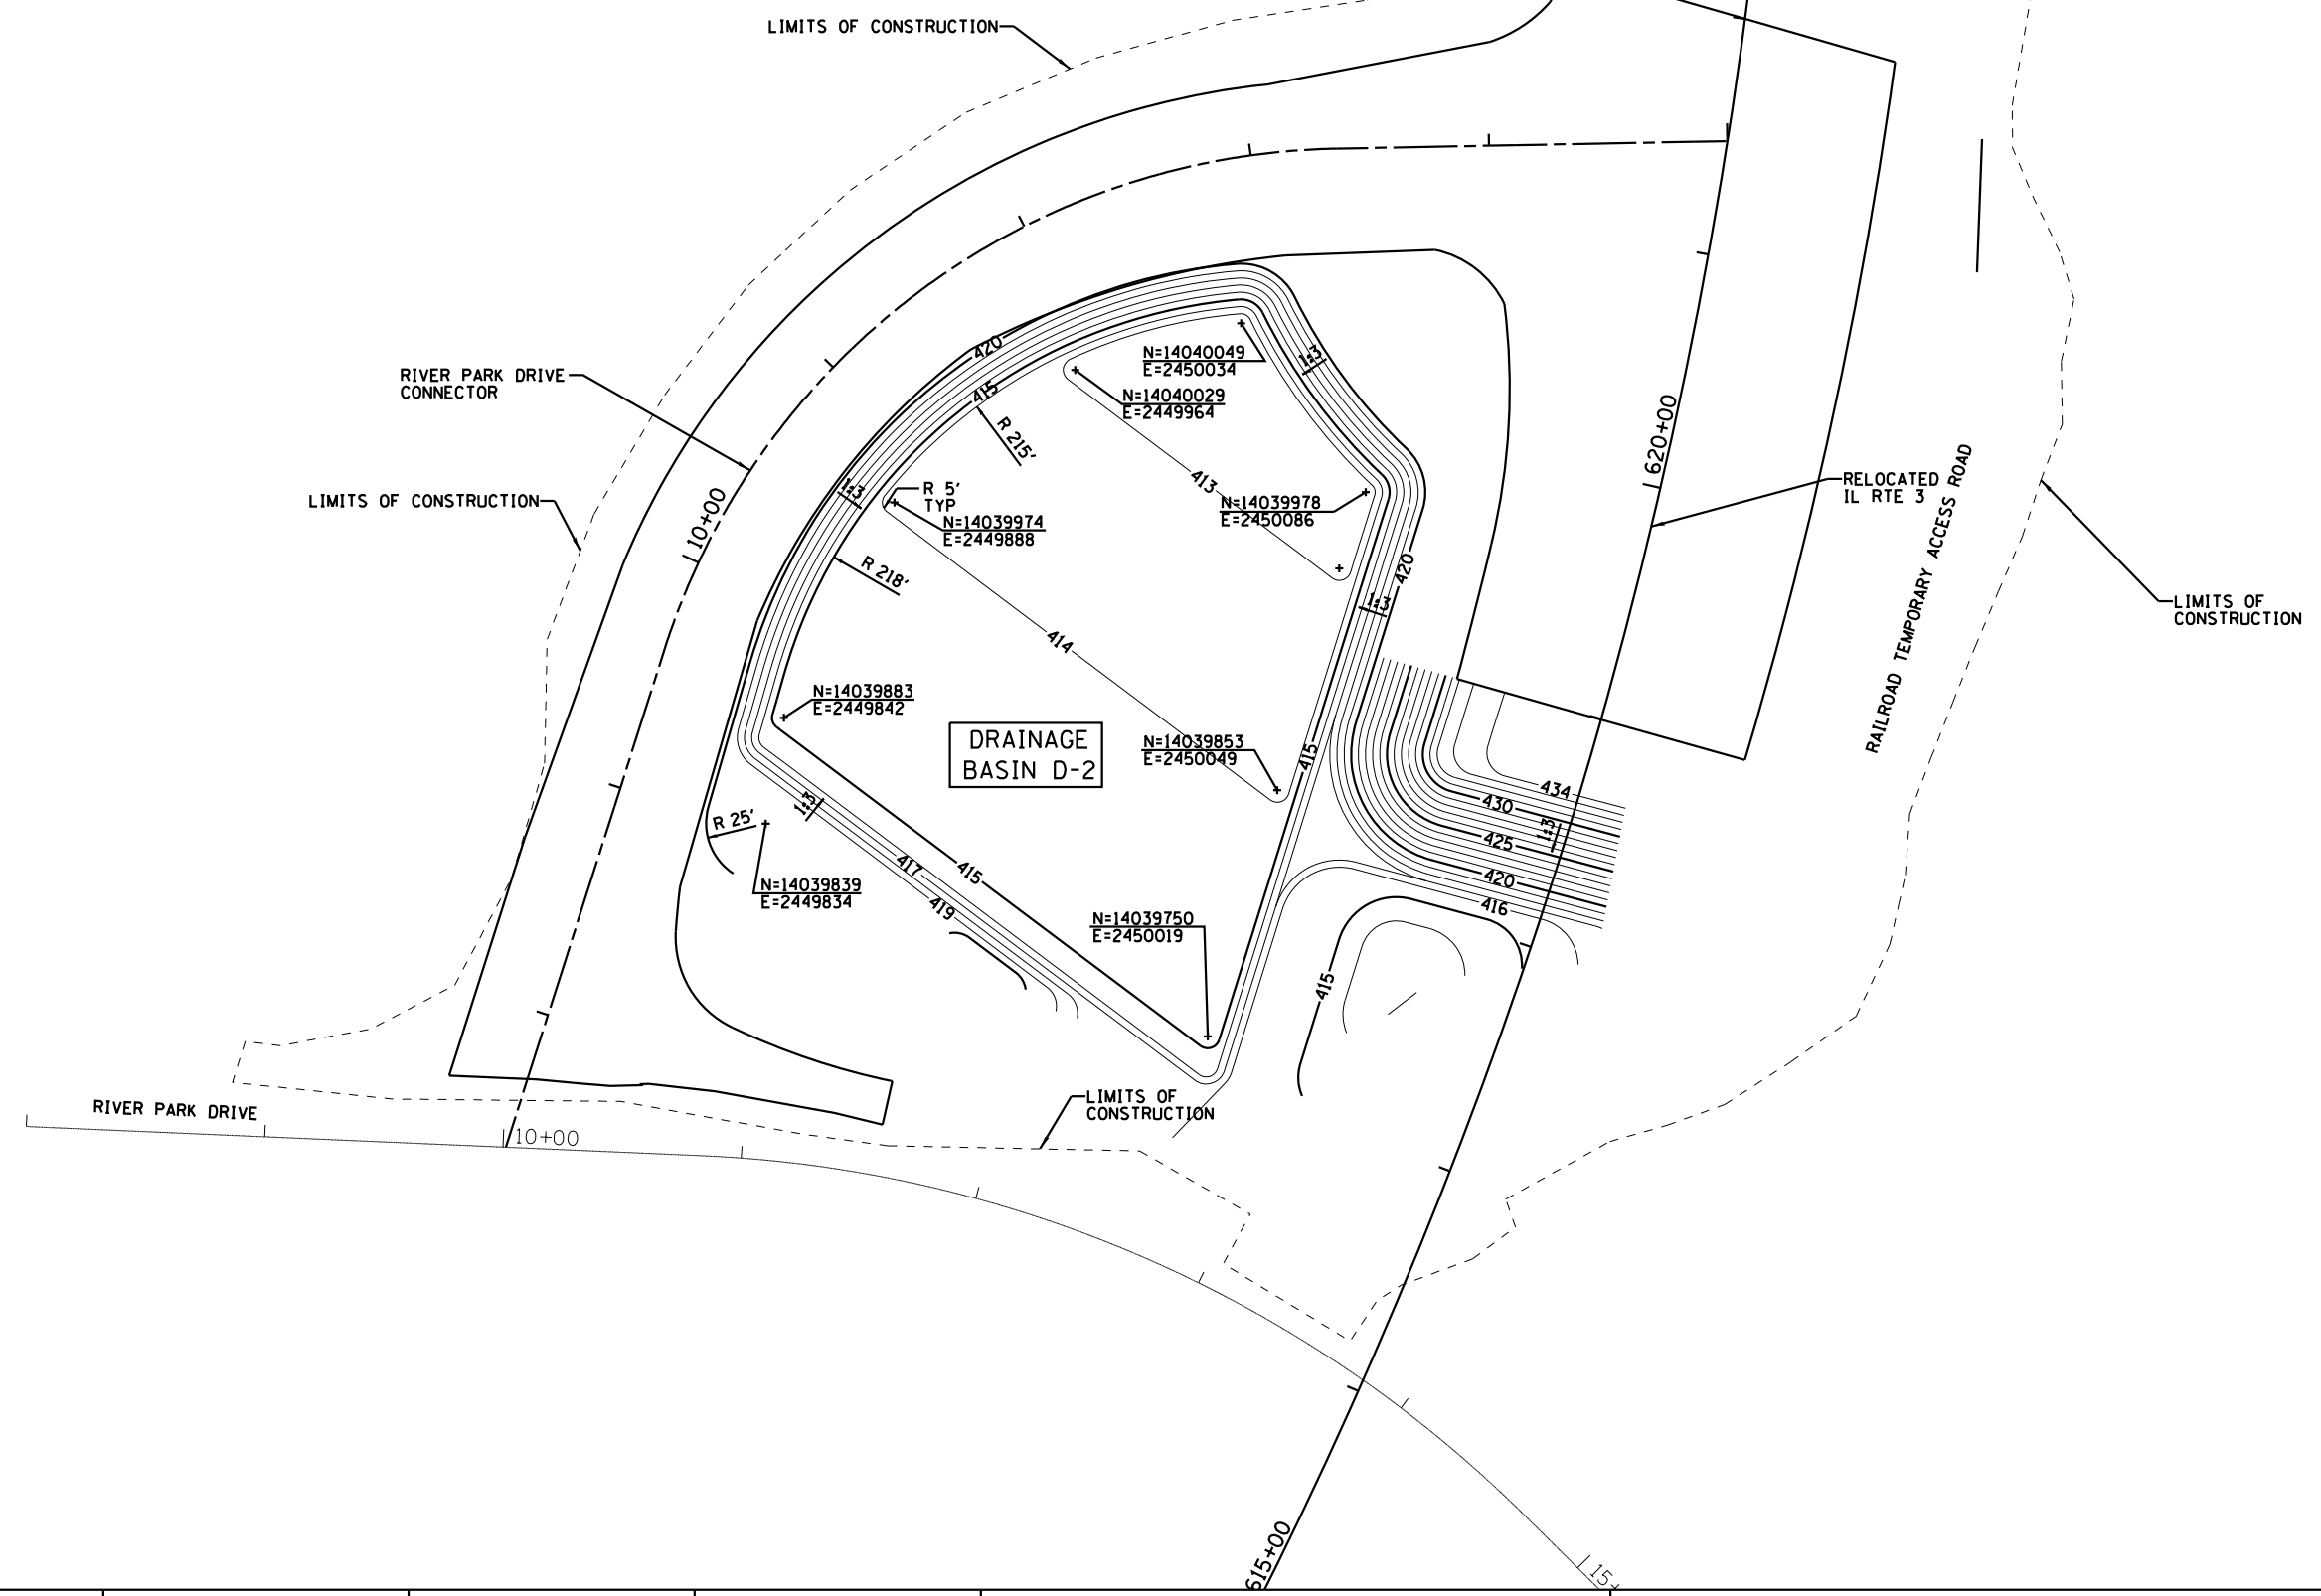 LIMITS OF CONSTRUCTION
RIVER PARK DRIVE
CONNECTOR
LIMITS OF CONSTRUCTION
10+00
420
415
R 215'
N=14040049
E=2450034
1:3
N=14040029
E=2449964
413
N=14039978
E=2450086
1:3
R 5'
TYP
N=14039974
E=2449888
R 218'
414
420
1:3
620+00
RELOCATED
IL RTE 3
RAILROAD TEMPORARY ACCESS ROAD
LIMITS OF
CONSTRUCTION
N=14039883
E=2449842
DRAINAGE
BASIN D-2
N=14039853
E=2450049
415
434
430
425
420
416
1:3
1:3
R 25'
417
415
419
N=14039839
E=2449834
N=14039750
E=2450019
415
LIMITS OF
CONSTRUCTION
RIVER PARK DRIVE
10+00
615+00
15+